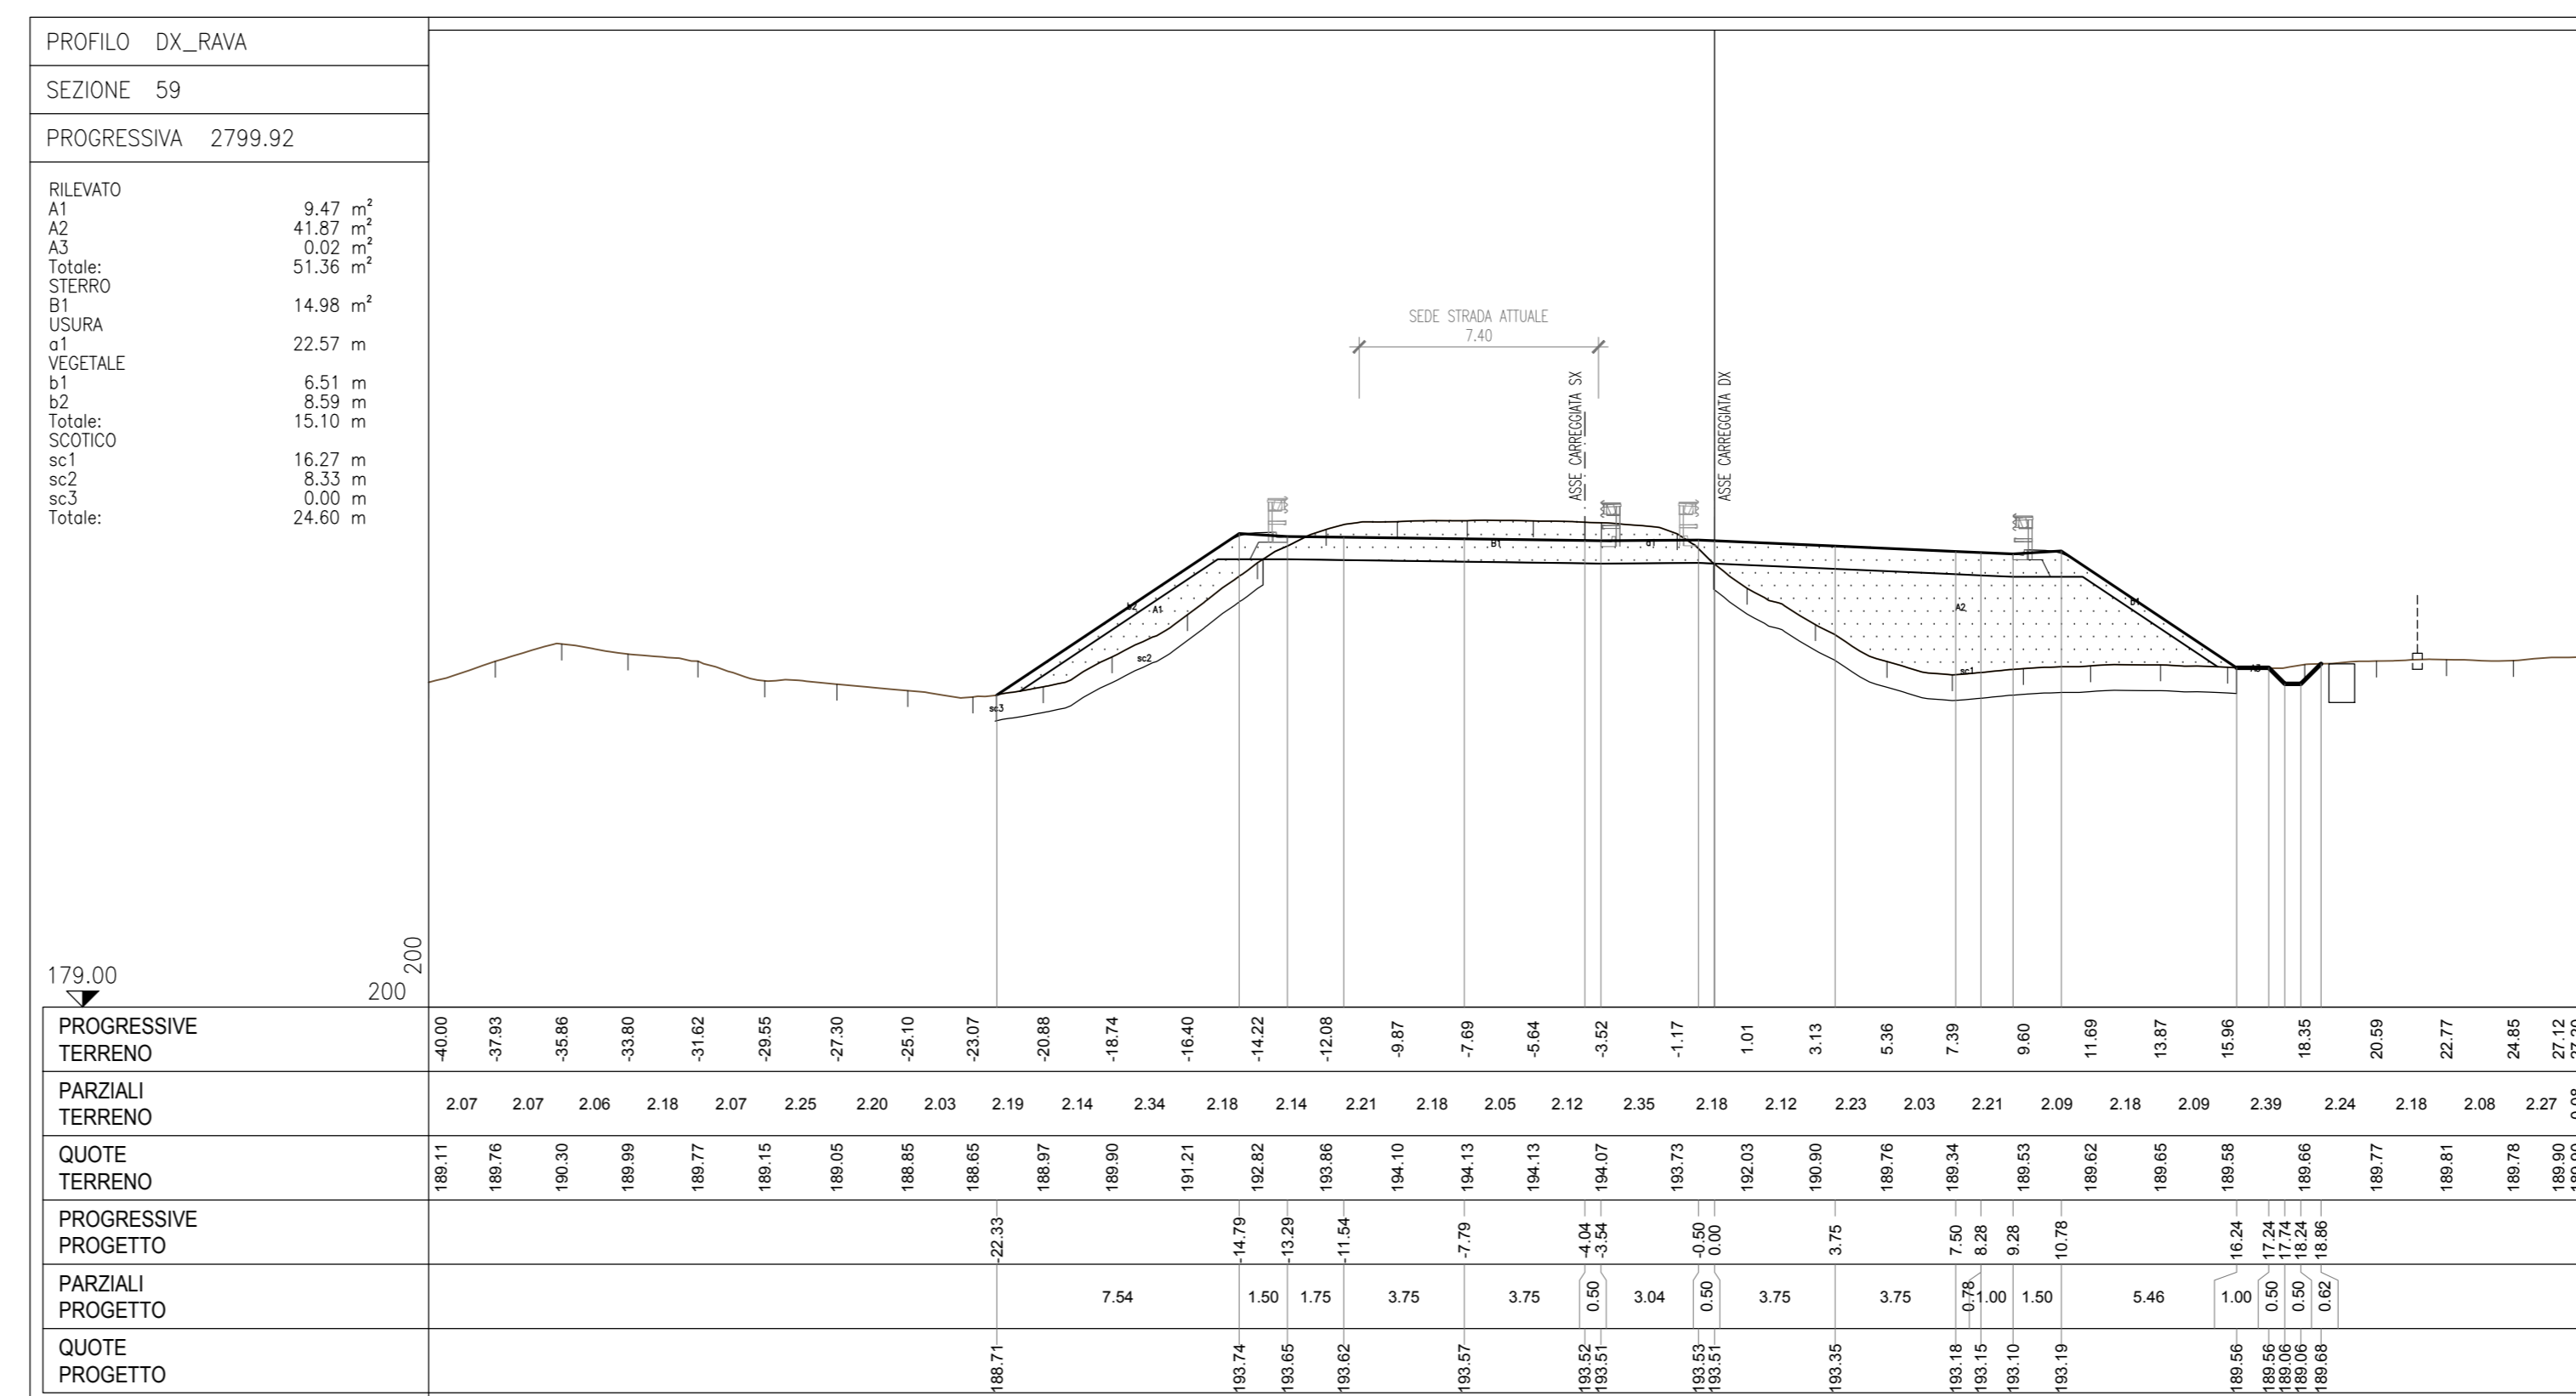 PROFILO DX_RAVA
SEZIONE 59
PROGRESSIVA 2799.92
RILEVATO
A1 9.47 m²
A2 41.87 m²
A3 0.02 m²
Totale: 51.36 m²
STERRO
B1 14.98 m²
USURA
a1 22.57 m
VEGETALE
b1 6.51 m
b2 8.59 m
Totale: 15.10 m
SCOTICO
sc1 16.27 m
sc2 8.33 m
sc3 0.00 m
Totale: 24.60 m
SEDE STRADA ATTUALE
7.40
ASSE CARREGGIATA SX
ASSE CARREGGIATA DX
B1
a1
b2
A1
A2
b1
sc2
sc1
A3
sc3
179.00
200
200
PROGRESSIVE TERRENO
-40.00 -37.93 -35.86 -33.80 -31.62 -29.55 -27.30 -25.10 -23.07 -20.88 -18.74 -16.40 -14.22 -12.08 -9.87 -7.69 -5.64 -3.52 -1.17 1.01 3.13 5.36 7.39 9.60 11.69 13.87 15.96 18.35 20.59 22.77 24.85 27.12
PARZIALI TERRENO
2.07 2.07 2.06 2.18 2.07 2.25 2.20 2.03 2.19 2.14 2.34 2.18 2.14 2.21 2.18 2.05 2.12 2.35 2.18 2.12 2.23 2.03 2.21 2.09 2.18 2.09 2.39 2.24 2.18 2.08 2.27 0.08
QUOTE TERRENO
189.11 189.76 190.30 189.99 189.77 189.15 189.05 188.85 188.65 188.97 189.90 191.21 192.82 193.86 194.10 194.13 194.13 194.07 193.73 192.03 190.90 189.76 189.34 189.53 189.62 189.65 189.58 189.66 189.77 189.81 189.78 189.90
PROGRESSIVE PROGETTO
-22.33 -14.79 -13.29 -11.54 -7.79 -4.04 -3.54 -0.50 0.00 3.75 7.50 8.28 9.28 10.78 16.24 17.24 17.74 18.24 18.86
PARZIALI PROGETTO
7.54 1.50 1.75 3.75 3.75 0.50 3.04 0.50 3.75 3.75 0.78 1.00 1.50 5.46 1.00 0.50 0.50 0.62
QUOTE PROGETTO
188.71 193.74 193.65 193.62 193.57 193.52 193.51 193.53 193.51 193.35 193.18 193.15 193.10 193.19 189.56 189.56 189.06 189.06 189.68